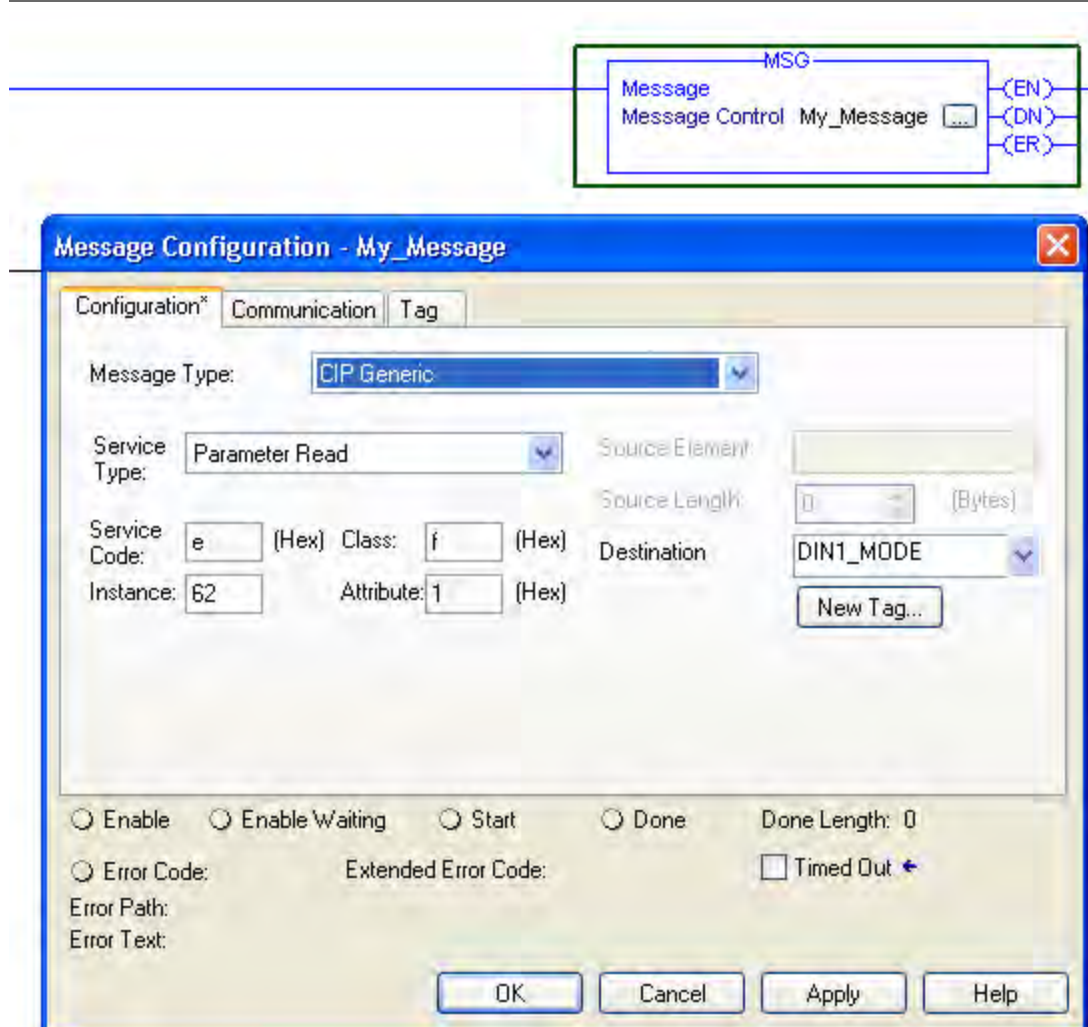 MSG
Message
Message Control My_Message ...
(EN)
(DN)
(ER)
Message Configuration - My_Message
Configuration* Communication Tag
Message Type: CIP Generic
Service Type: Parameter Read
Source Element:
Source Length: 0 (Bytes)
Service Code: e (Hex) Class: f (Hex)
Destination DIN1_MODE
Instance: 62 Attribute: 1 (Hex)
New Tag...
Enable Enable Waiting Start Done Done Length: 0
Error Code: Extended Error Code: Timed Out
Error Path:
Error Text:
OK Cancel Apply Help